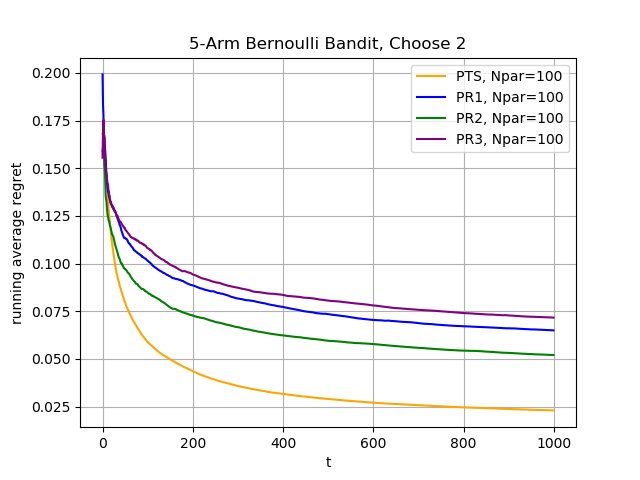 5-Arm Bernoulli Bandit, Choose 2
running average regret
0.200
0.175
0.150
0.125
0.100
0.075
0.050
0.025
PTS, Npar=100
PR1, Npar=100
PR2, Npar=100
PR3, Npar=100
0 200 400 600 800 1000
t